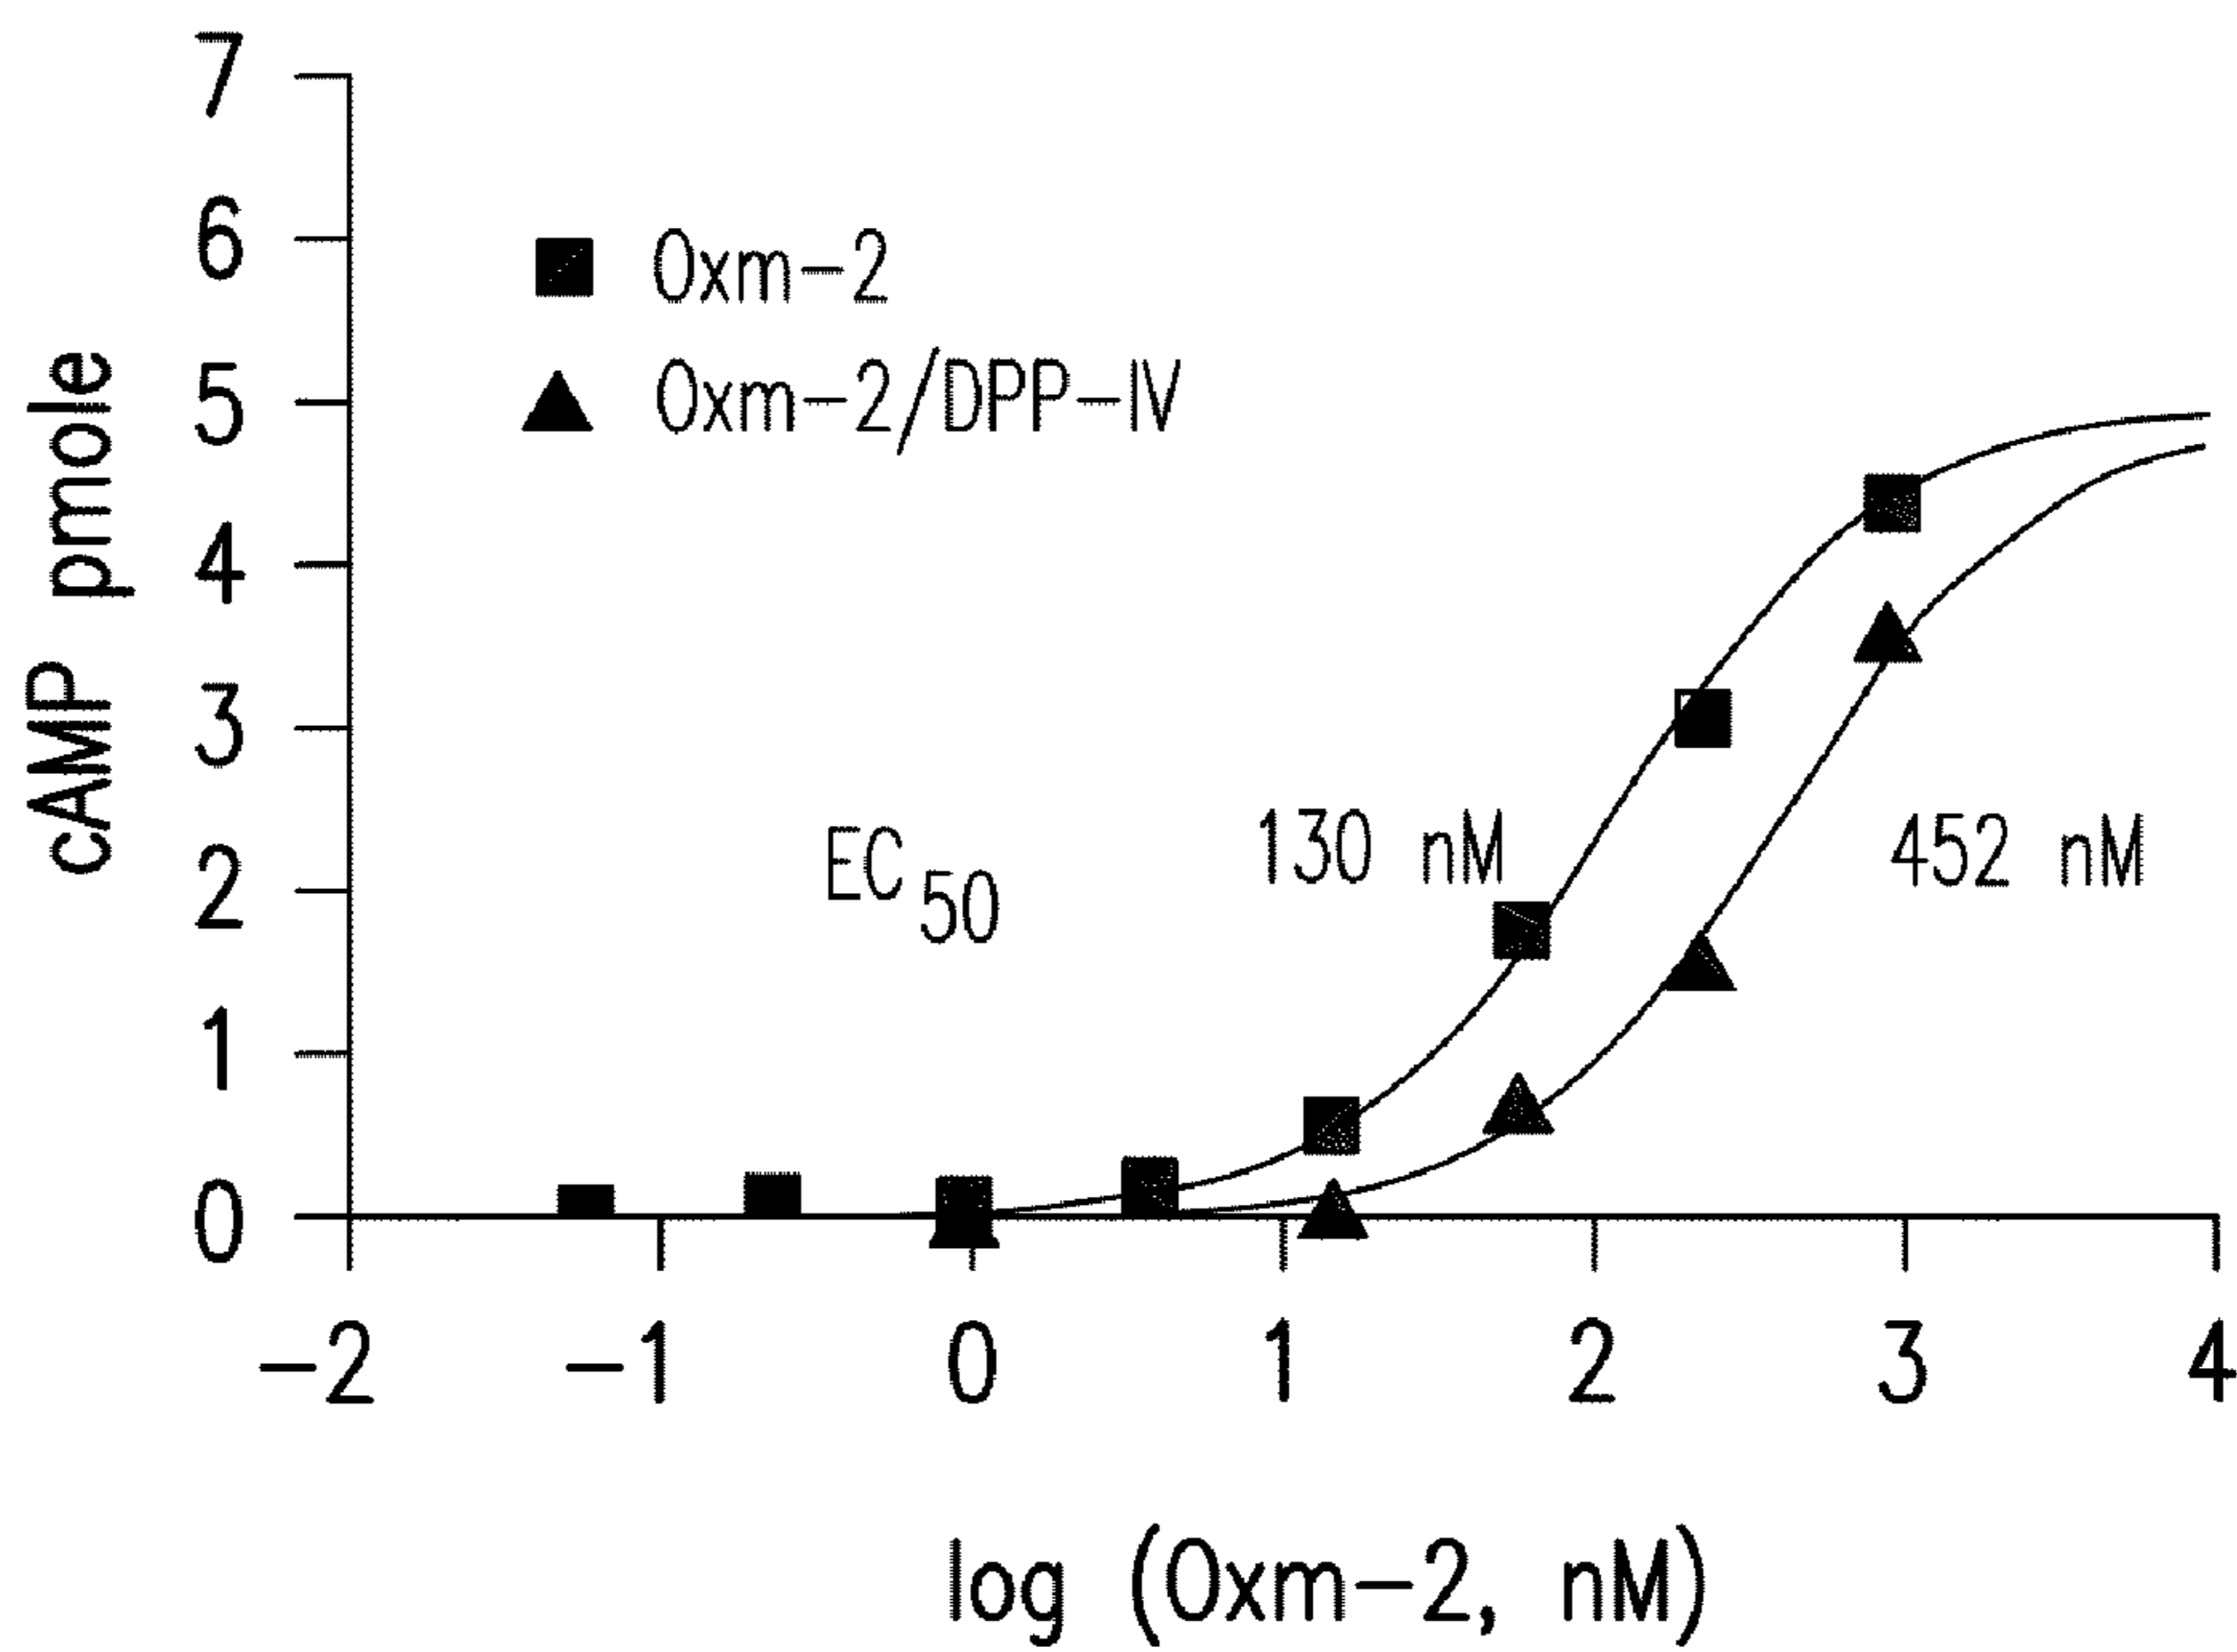 cAMP pmole
7
6
5
4
3
2
1
0
Oxm-2
Oxm-2/DPP-IV
EC50
130 nM
452 nM
-2 -1 0 1 2 3 4
log (Oxm-2, nM)